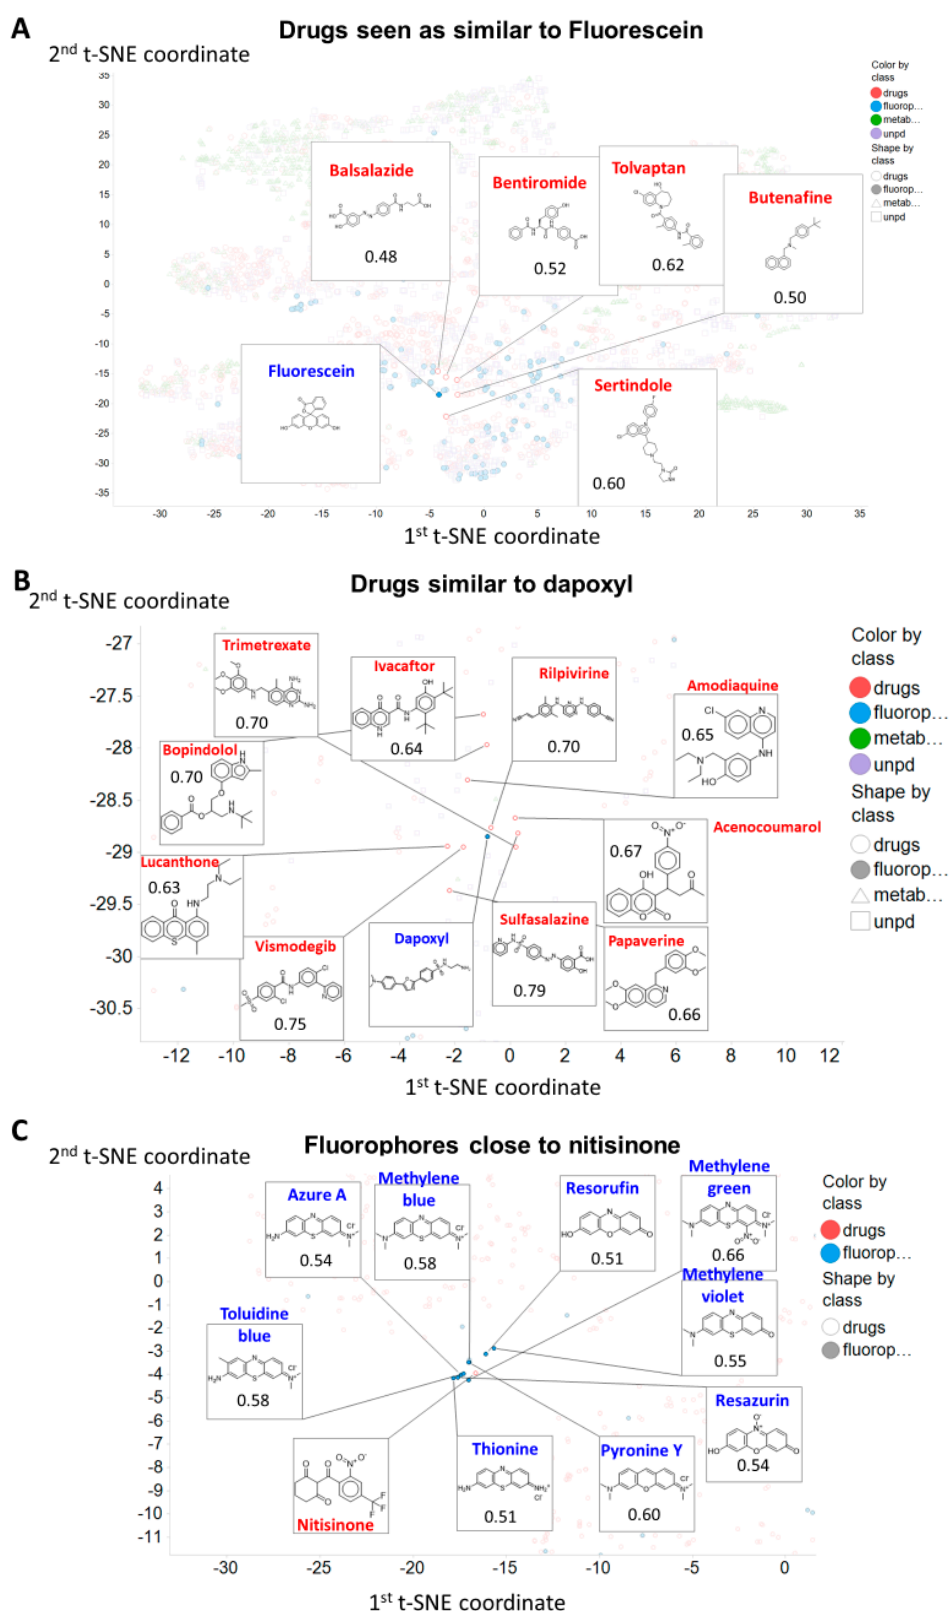 A
Drugs seen as similar to Fluorescein
2nd t-SNE coordinate
Color by
class
drugs
fluorop...
metab...
unpd
Shape by
class
drugs
fluorop...
metab...
unpd
35
30
25
20
15
10
5
0
-5
-10
-15
-20
-25
-30
-35
Balsalazide
0.48
Bentiromide
0.52
Tolvaptan
0.62
Butenafine
0.50
Fluorescein
Sertindole
0.60
-30 -25 -20 -15 -10 -5 0 5 10 15 20 25 30 35
1st t-SNE coordinate
B
Drugs similar to dapoxyl
2nd t-SNE coordinate
-27
-27.5
-28
-28.5
-29
-29.5
-30
-30.5
Trimetrexate
0.70
Ivacaftor
0.64
Rilpivirine
0.70
Amodiaquine
0.65
Bopindolol
0.70
Lucanthone
0.63
Acenocoumarol
0.67
Vismodegib
0.75
Dapoxyl
Sulfasalazine
0.79
Papaverine
0.66
Color by
class
drugs
fluorop...
metab...
unpd
Shape by
class
drugs
fluorop...
metab...
unpd
-12 -10 -8 -6 -4 -2 0 2 4 6 8 10 12
1st t-SNE coordinate
C
Fluorophores close to nitisinone
2nd t-SNE coordinate
4
3
2
1
0
-1
-2
-3
-4
-5
-6
-7
-8
-9
-10
-11
Azure A
0.54
Methylene
blue
0.58
Resorufin
0.51
Methylene
green
0.66
Methylene
violet
0.55
Toluidine
blue
0.58
Resazurin
0.54
Nitisinone
Thionine
0.51
Pyronine Y
0.60
Color by
class
drugs
fluorop...
Shape by
class
drugs
fluorop...
-30 -25 -20 -15 -10 -5 0
1st t-SNE coordinate